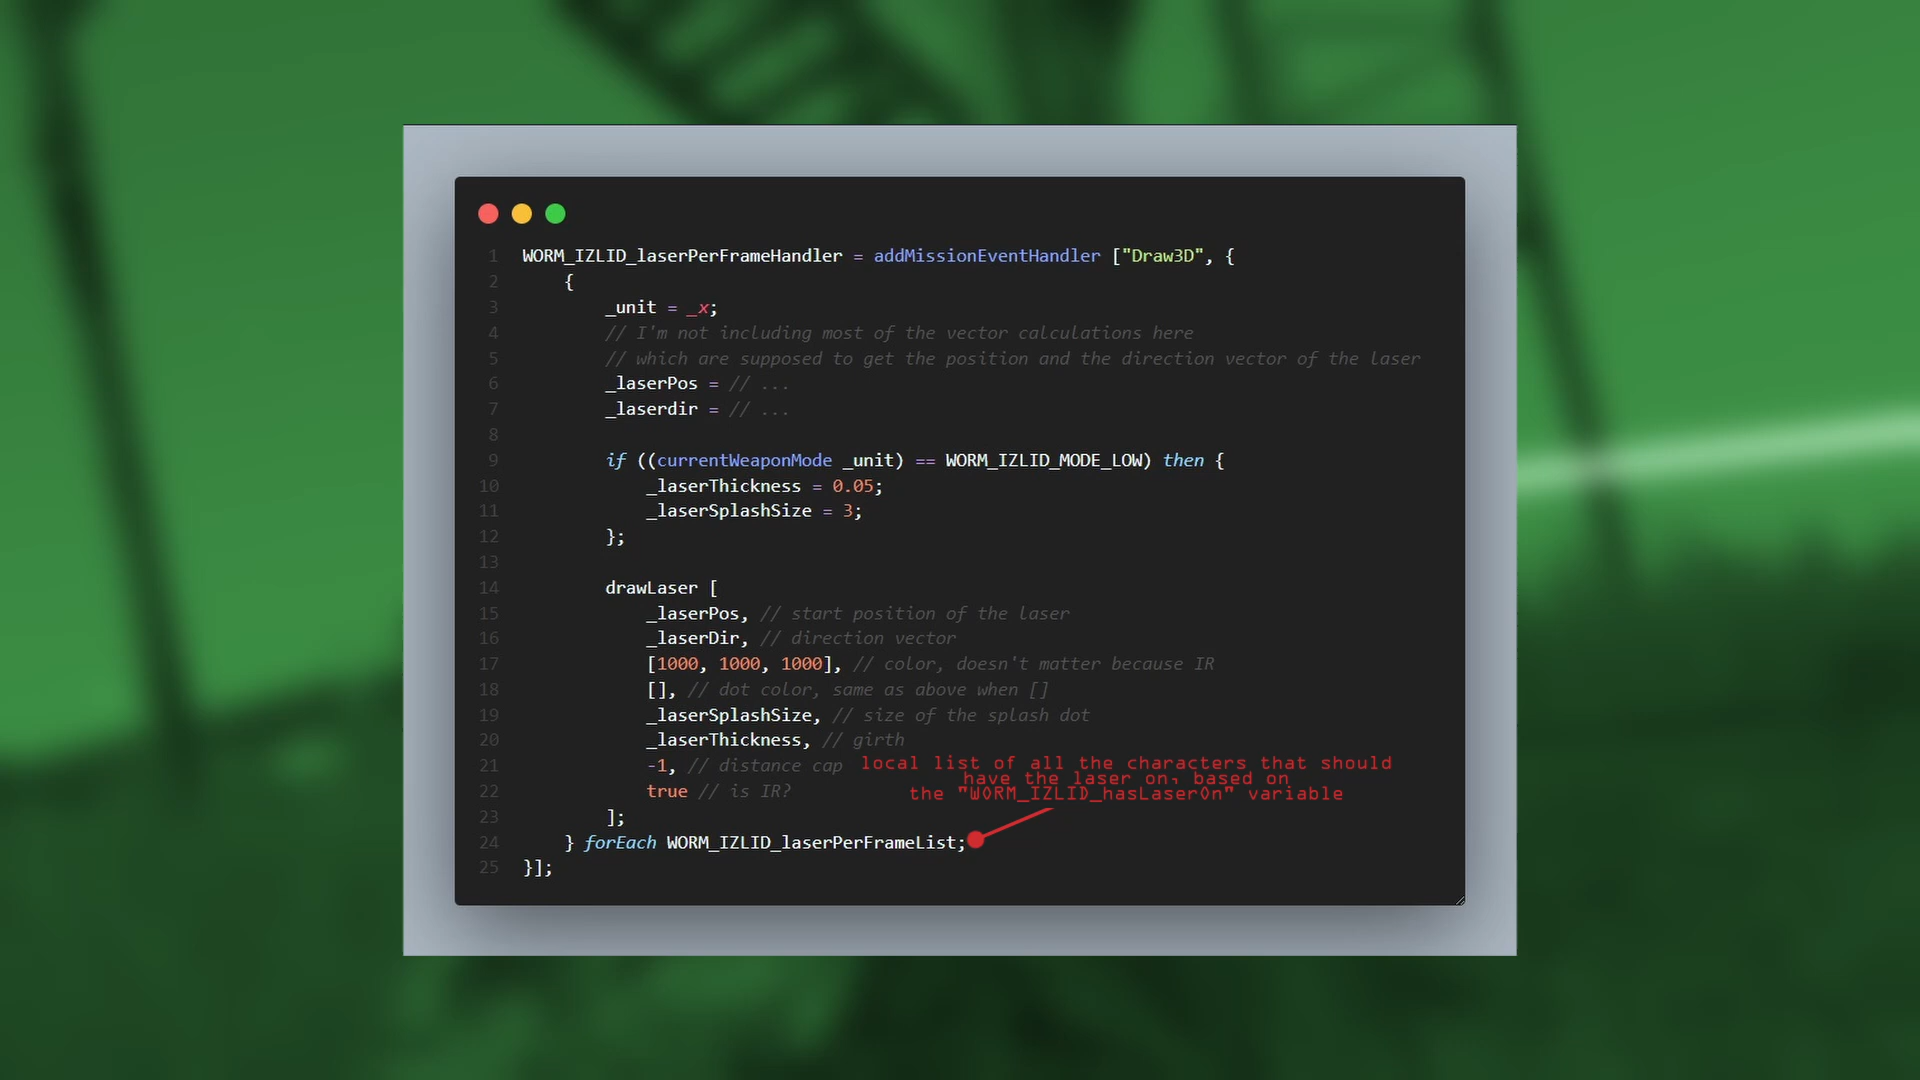 1 WORM_IZLID_laserPerFrameHandler = addMissionEventHandler ["Draw3D", {
2 {
3 _unit = _x;
4 // I'm not including most of the vector calculations here
5 // which are supposed to get the position and the direction vector of the laser
6 _laserPos = // ...
7 _laserdir = // ...
8
9 if ((currentWeaponMode _unit) == WORM_IZLID_MODE_LOW) then {
10 _laserThickness = 0.05;
11 _laserSplashSize = 3;
12 };
13
14 drawLaser [
15 _laserPos, // start position of the laser
16 _laserDir, // direction vector
17 [1000, 1000, 1000], // color, doesn't matter because IR
18 [], // dot color, same as above when []
19 _laserSplashSize, // size of the splash dot
20 _laserThickness, // girth
21 -1, // distance cap
22 true // is IR?
23 ];
24 } forEach WORM_IZLID_laserPerFrameList;
25 }];
local list of all the characters that should
have the laser on, based on
the "WORM_IZLID_hasLaserOn" variable